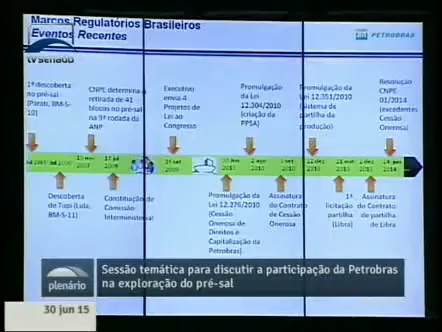 Marcos Regulatórios Brasileiros
Eventos Recentes
BR PETROBRAS
tv senado
1ª descoberta
no pré-sal
(Parati, BM-S-
10)
CNPE determina a
retirada de 41
blocos no pré-sal
na 9ª rodada da
ANP
Executivo
envia 4
Projetos de
Lei ao
Congresso
Promulgação
da Lei
12.304/2010
(criação da
PPSA)
Promulgação da
Lei 12.351/2010
(sistema de
partilha da
produção)
Resolução
CNPE
01/2014
(excedentes
Cessão
Onerosa)
Descoberta
de Tupi (Lula,
BM-S-11)
Constituição de
Comissão
Interministerial
Promulgação da
Lei 12.276/2010
(Cessão
Onerosa de
Direitos e
Capitalização da
Petrobras)
Assinatura
do Contrato
de Cessão
Onerosa
1ª
licitação
partilha
(Libra)
Assinatura
do Contrato
de partilha
de Libra
plenário
Sessão temática para discutir a participação da Petrobras
na exploração do pré-sal
30 jun 15